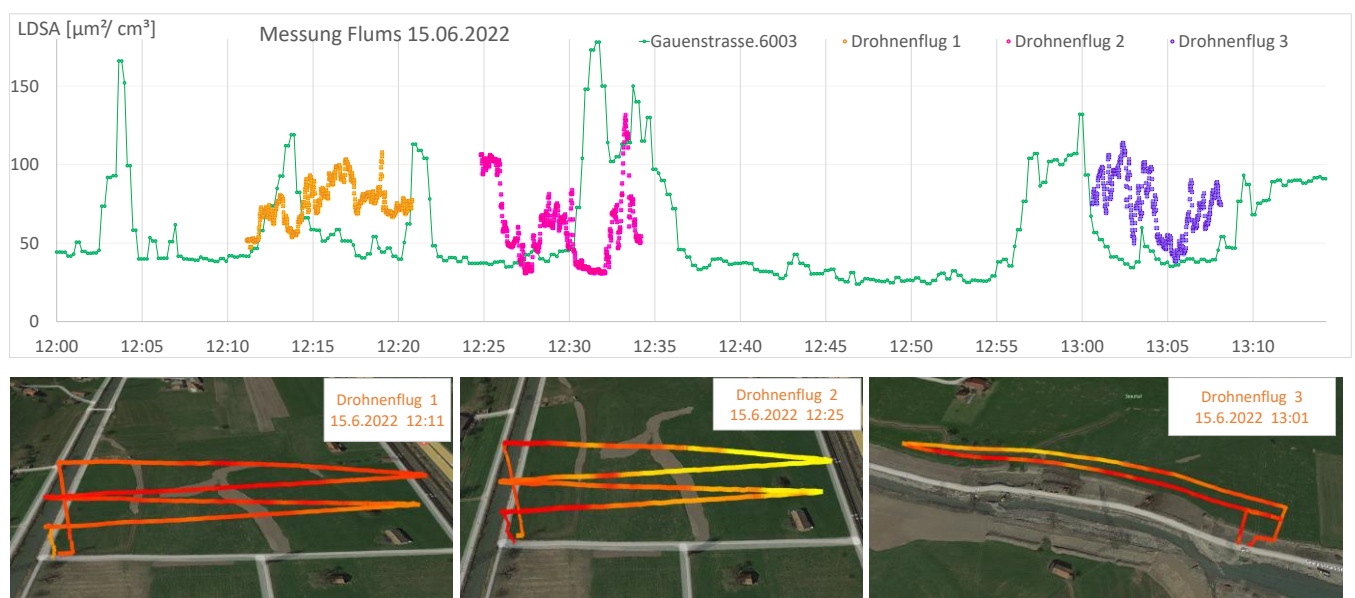 LDSA [µm²/ cm³]
Messung Flums 15.06.2022
Gauenstrasse.6003
Drohnenflug 1
Drohnenflug 2
Drohnenflug 3
150
100
50
0
12:00 12:05 12:10 12:15 12:20 12:25 12:30 12:35 12:40 12:45 12:50 12:55 13:00 13:05 13:10
Drohnenflug 1
15.6.2022 12:11
Drohnenflug 2
15.6.2022 12:25
Drohnenflug 3
15.6.2022 13:01